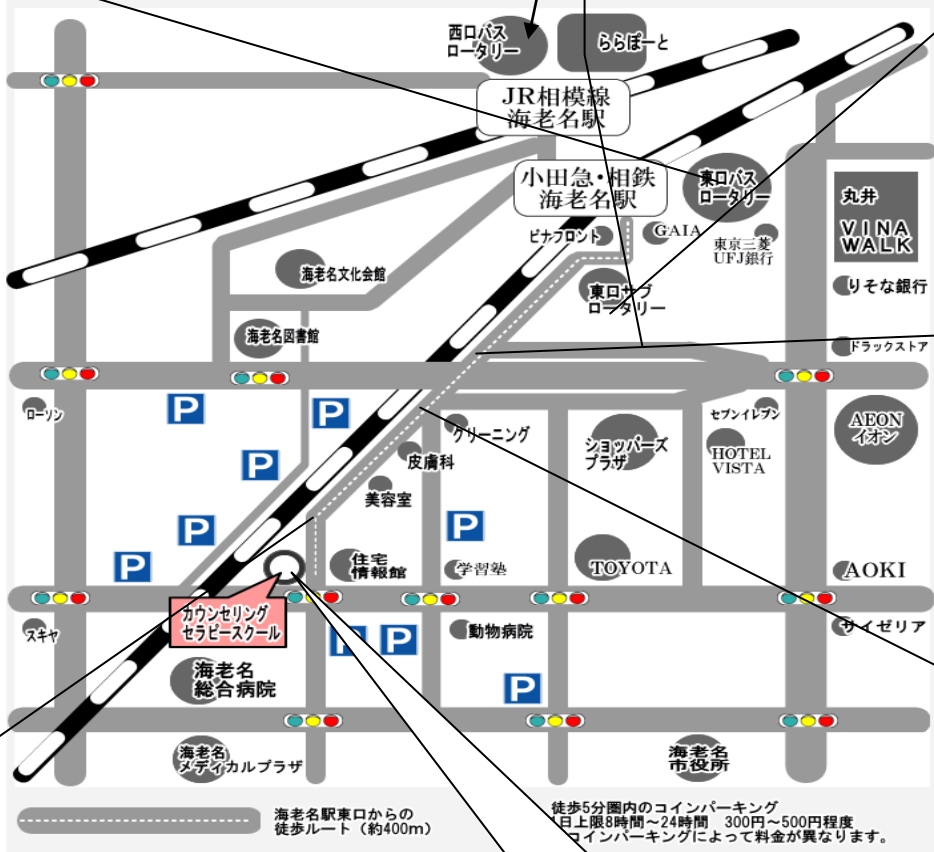 西口バス
ロータリー
ららぽーと
JR相模線
海老名駅
小田急・相鉄
海老名駅
東口バス
ロータリー
丸井
VINA
WALK
ビナフロント
GAIA
東京三菱
UFJ銀行
海老名文化会館
東口サブ
ロータリー
りそな銀行
海老名図書館
ドラックストア
ローソン
P
P
クリーニング
ショッパーズ
プラザ
セブンイレブン
HOTEL
VISTA
AEON
イオン
P
皮膚科
美容室
P
P
P
住宅
情報館
学習塾
TOYOTA
AOKI
カウンセリング
セラピースクール
スキヤ
P
P
動物病院
サイゼリア
海老名
総合病院
P
海老名
メディカルプラザ
海老名
市役所
海老名駅東口からの
徒歩ルート（約400m）
徒歩5分圏内のコインパーキング
1日上限8時間～24時間　300円～500円程度
コインパーキングによって料金が異なります。